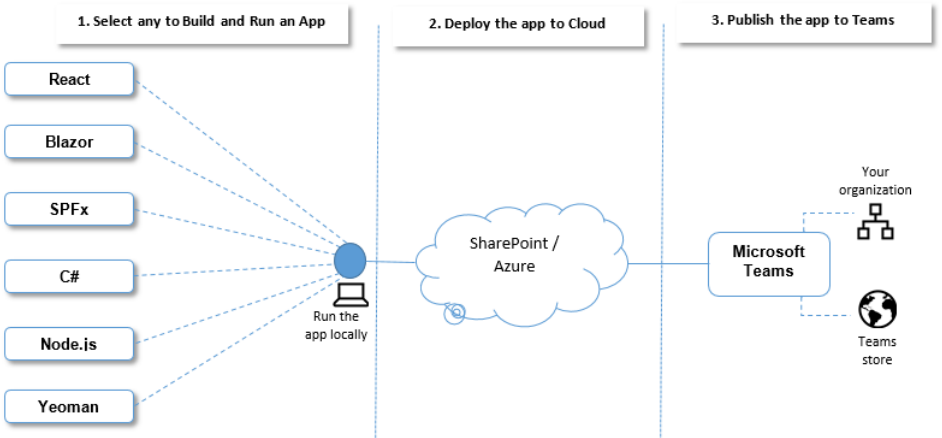 1. Select any to Build and Run an App
2. Deploy the app to Cloud
3. Publish the app to Teams
React
Blazor
SPFx
C#
Node.js
Yeoman
Run the
app locally
SharePoint /
Azure
Microsoft
Teams
Your
organization
Teams
store